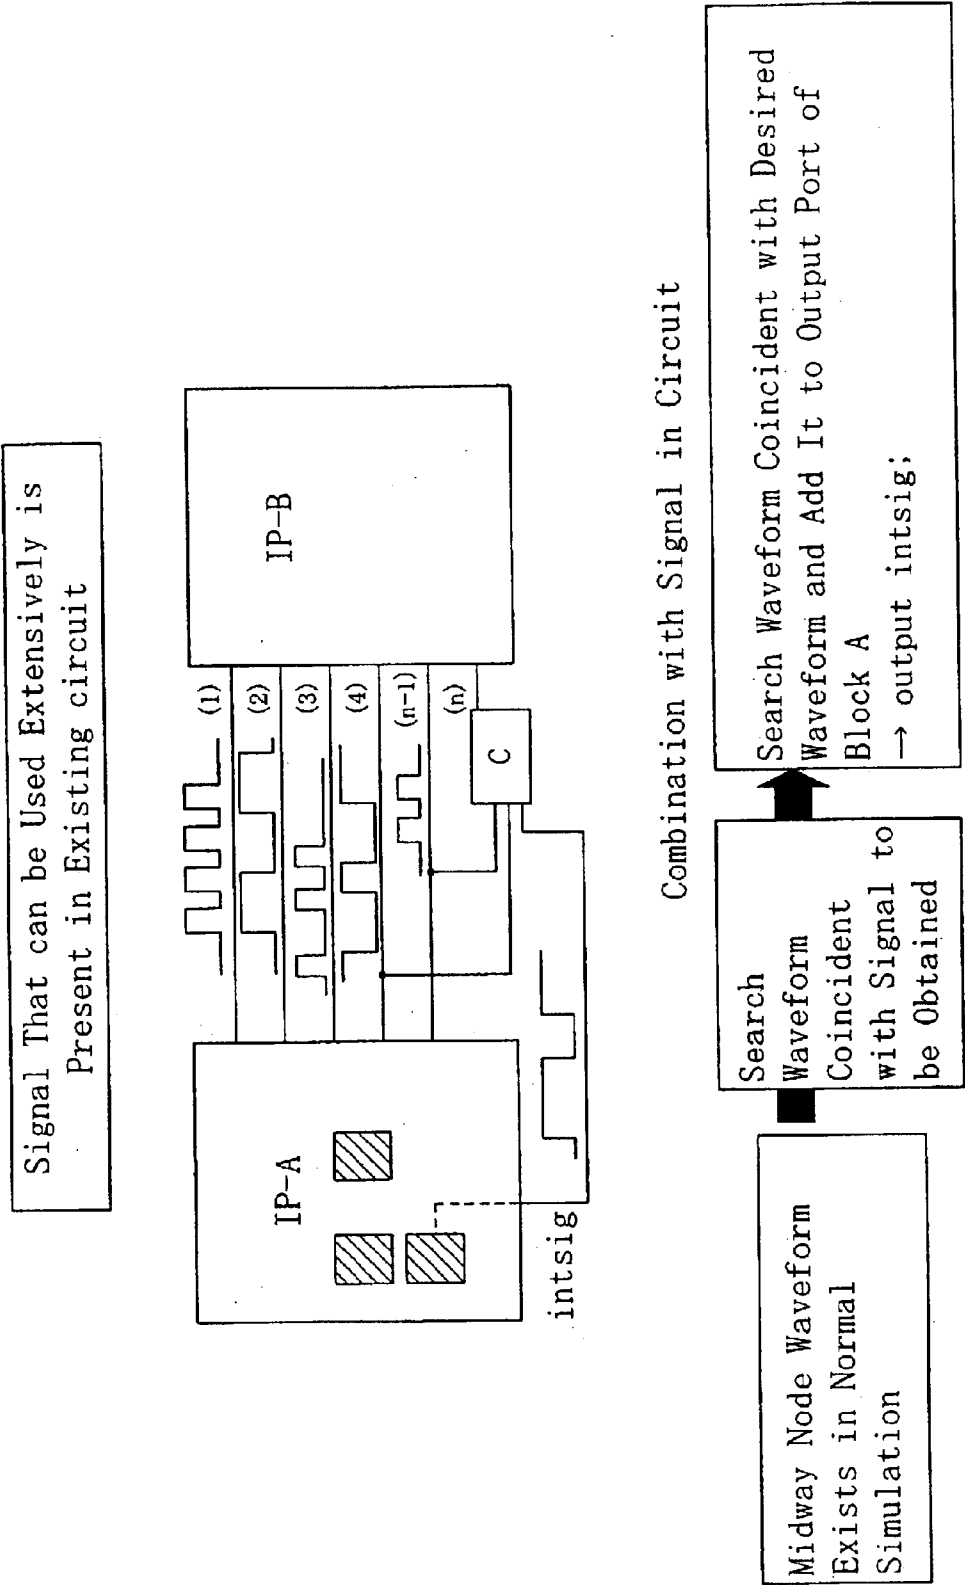 Signal That can be Used Extensively is
Present in Existing circuit
IP-A
IP-B
(1)
(2)
(3)
(4)
(n-1)
(n)
C
intsig
Combination with Signal in Circuit
Midway Node Waveform
Exists in Normal
Simulation
Search
Waveform
Coincident
with Signal to
be Obtained
Search Waveform Coincident with Desired
Waveform and Add It to Output Port of
Block A
→ output intsig;